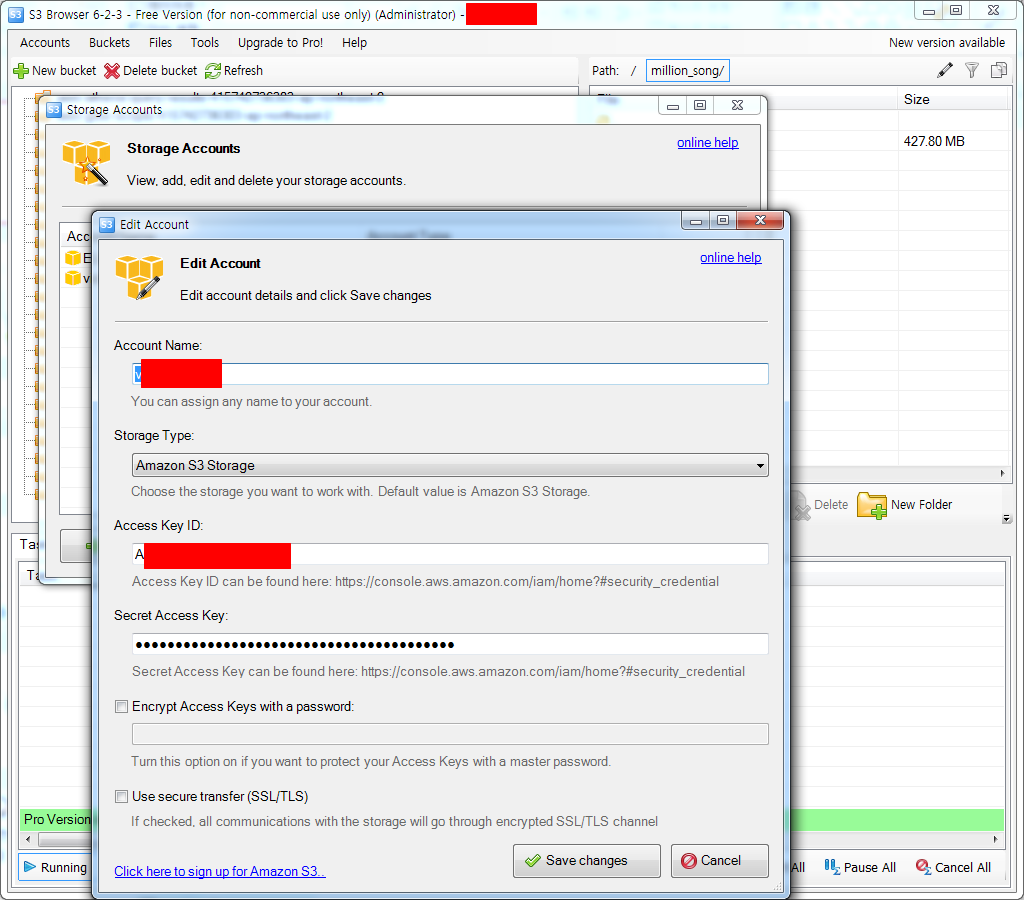 S3 Browser 6-2-3 - Free Version (for non-commercial use only) (Administrator) -
Accounts Buckets Files Tools Upgrade to Pro! Help New version available
New bucket Delete bucket Refresh Path: / million_song/
Size
427.80 MB
Storage Accounts
Storage Accounts
online help
View, add, edit and delete your storage accounts.
Edit Account
Edit Account
online help
Edit account details and click Save changes
Account Name:
v
You can assign any name to your account.
Storage Type:
Amazon S3 Storage
Choose the storage you want to work with. Default value is Amazon S3 Storage.
Delete New Folder
Access Key ID:
A
Access Key ID can be found here: https://console.aws.amazon.com/iam/home?#security_credential
Secret Access Key:
●●●●●●●●●●●●●●●●●●●●●●●●●●●●●●●●●●●●●●●●
Secret Access Key can be found here: https://console.aws.amazon.com/iam/home?#security_credential
Encrypt Access Keys with a password:
Turn this option on if you want to protect your Access Keys with a master password.
Use secure transfer (SSL/TLS)
If checked, all communications with the storage will go through encrypted SSL/TLS channel
Pro Version
Save changes Cancel
Click here to sign up for Amazon S3..
Running All Pause All Cancel All